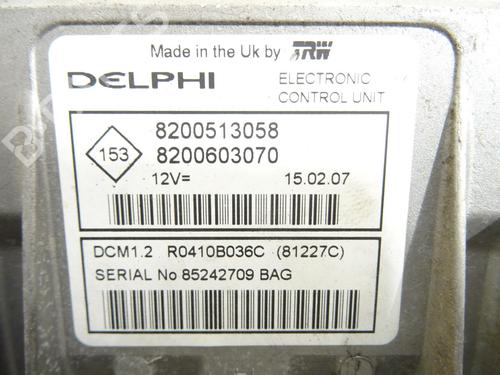 Made in the Uk by TRW
DELPHI
ELECTRONIC
CONTROL UNIT
153
8200513058
8200603070
12V=
15.02.07
DCM1.2 R0410B036C (81227C)
SERIAL No 85242709 BAG